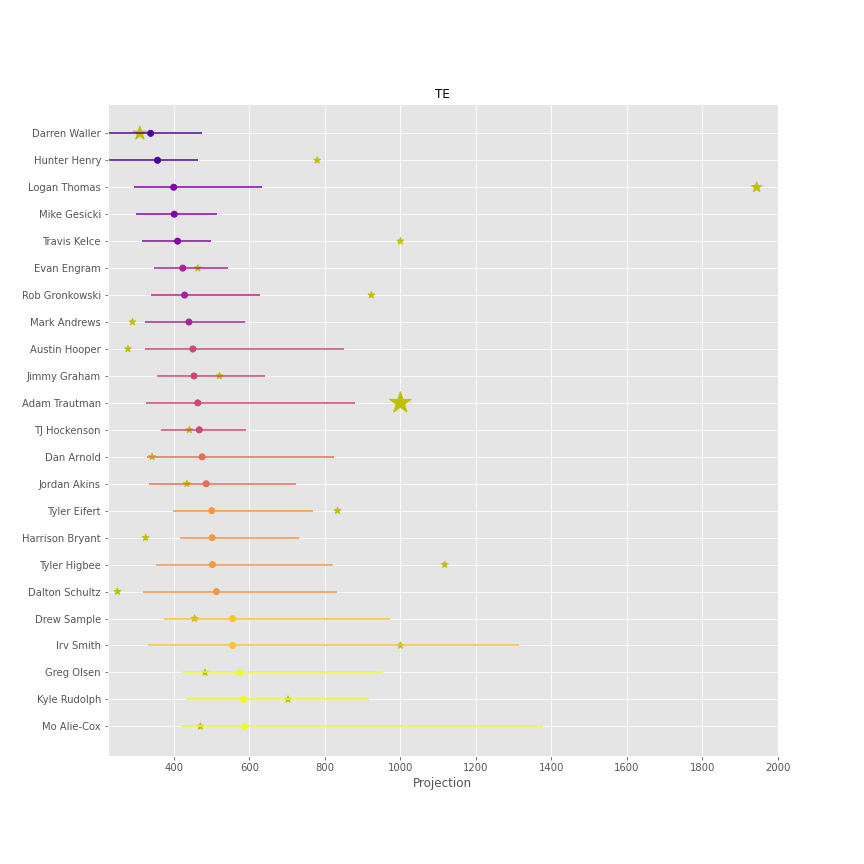 TE
Darren Waller
Hunter Henry
Logan Thomas
Mike Gesicki
Travis Kelce
Evan Engram
Rob Gronkowski
Mark Andrews
Austin Hooper
Jimmy Graham
Adam Trautman
TJ Hockenson
Dan Arnold
Jordan Akins
Tyler Eifert
Harrison Bryant
Tyler Higbee
Dalton Schultz
Drew Sample
Irv Smith
Greg Olsen
Kyle Rudolph
Mo Alie-Cox
400 600 800 1000 1200 1400 1600 1800 2000
Projection